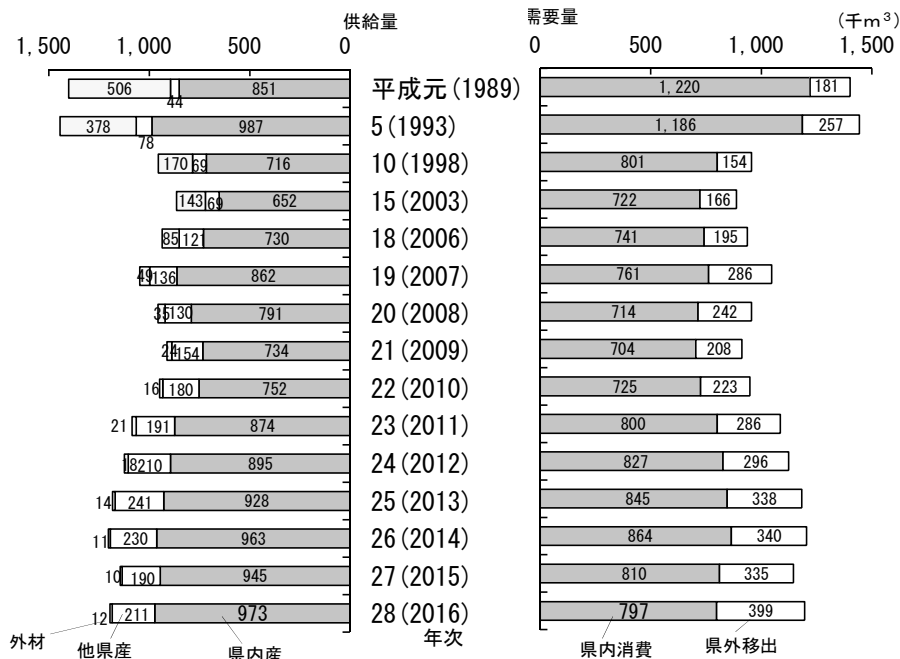 供給量 需要量 (千m³)
1,500 1,000 500 0 0 500 1,000 1,500
506 44 851 平成元(1989) 1,220 181
378 78 987 5(1993) 1,186 257
170 69 716 10(1998) 801 154
143 69 652 15(2003) 722 166
85 121 730 18(2006) 741 195
49 136 862 19(2007) 761 286
35 130 791 20(2008) 714 242
24 154 734 21(2009) 704 208
16 180 752 22(2010) 725 223
21 191 874 23(2011) 800 286
18 210 895 24(2012) 827 296
14 241 928 25(2013) 845 338
11 230 963 26(2014) 864 340
10 190 945 27(2015) 810 335
12 211 973 28(2016) 797 399
外材 他県産 県内産 年次 県内消費 県外移出